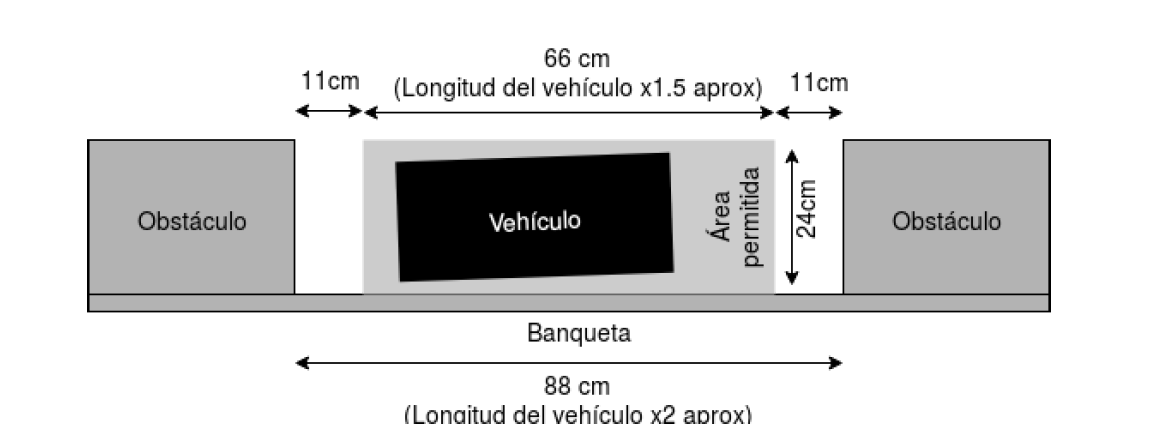 66 cm
11cm
(Longitud del vehículo x1.5 aprox)
11cm
Obstáculo
Vehículo
Área
permitida
24cm
Obstáculo
Banqueta
88 cm
(Longitud del vehículo x2 aprox)